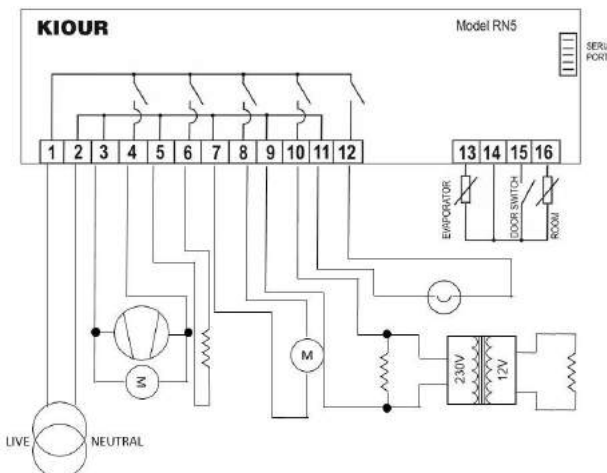 KIOUR
Model RN5
PORT
1 2 3 4 5 6 7 8 9 10 11 12
13 14 15 16
EVAPORATOR
DOOR SWITCH
ROOM
M
M
230V
12V
LIVE
NEUTRAL